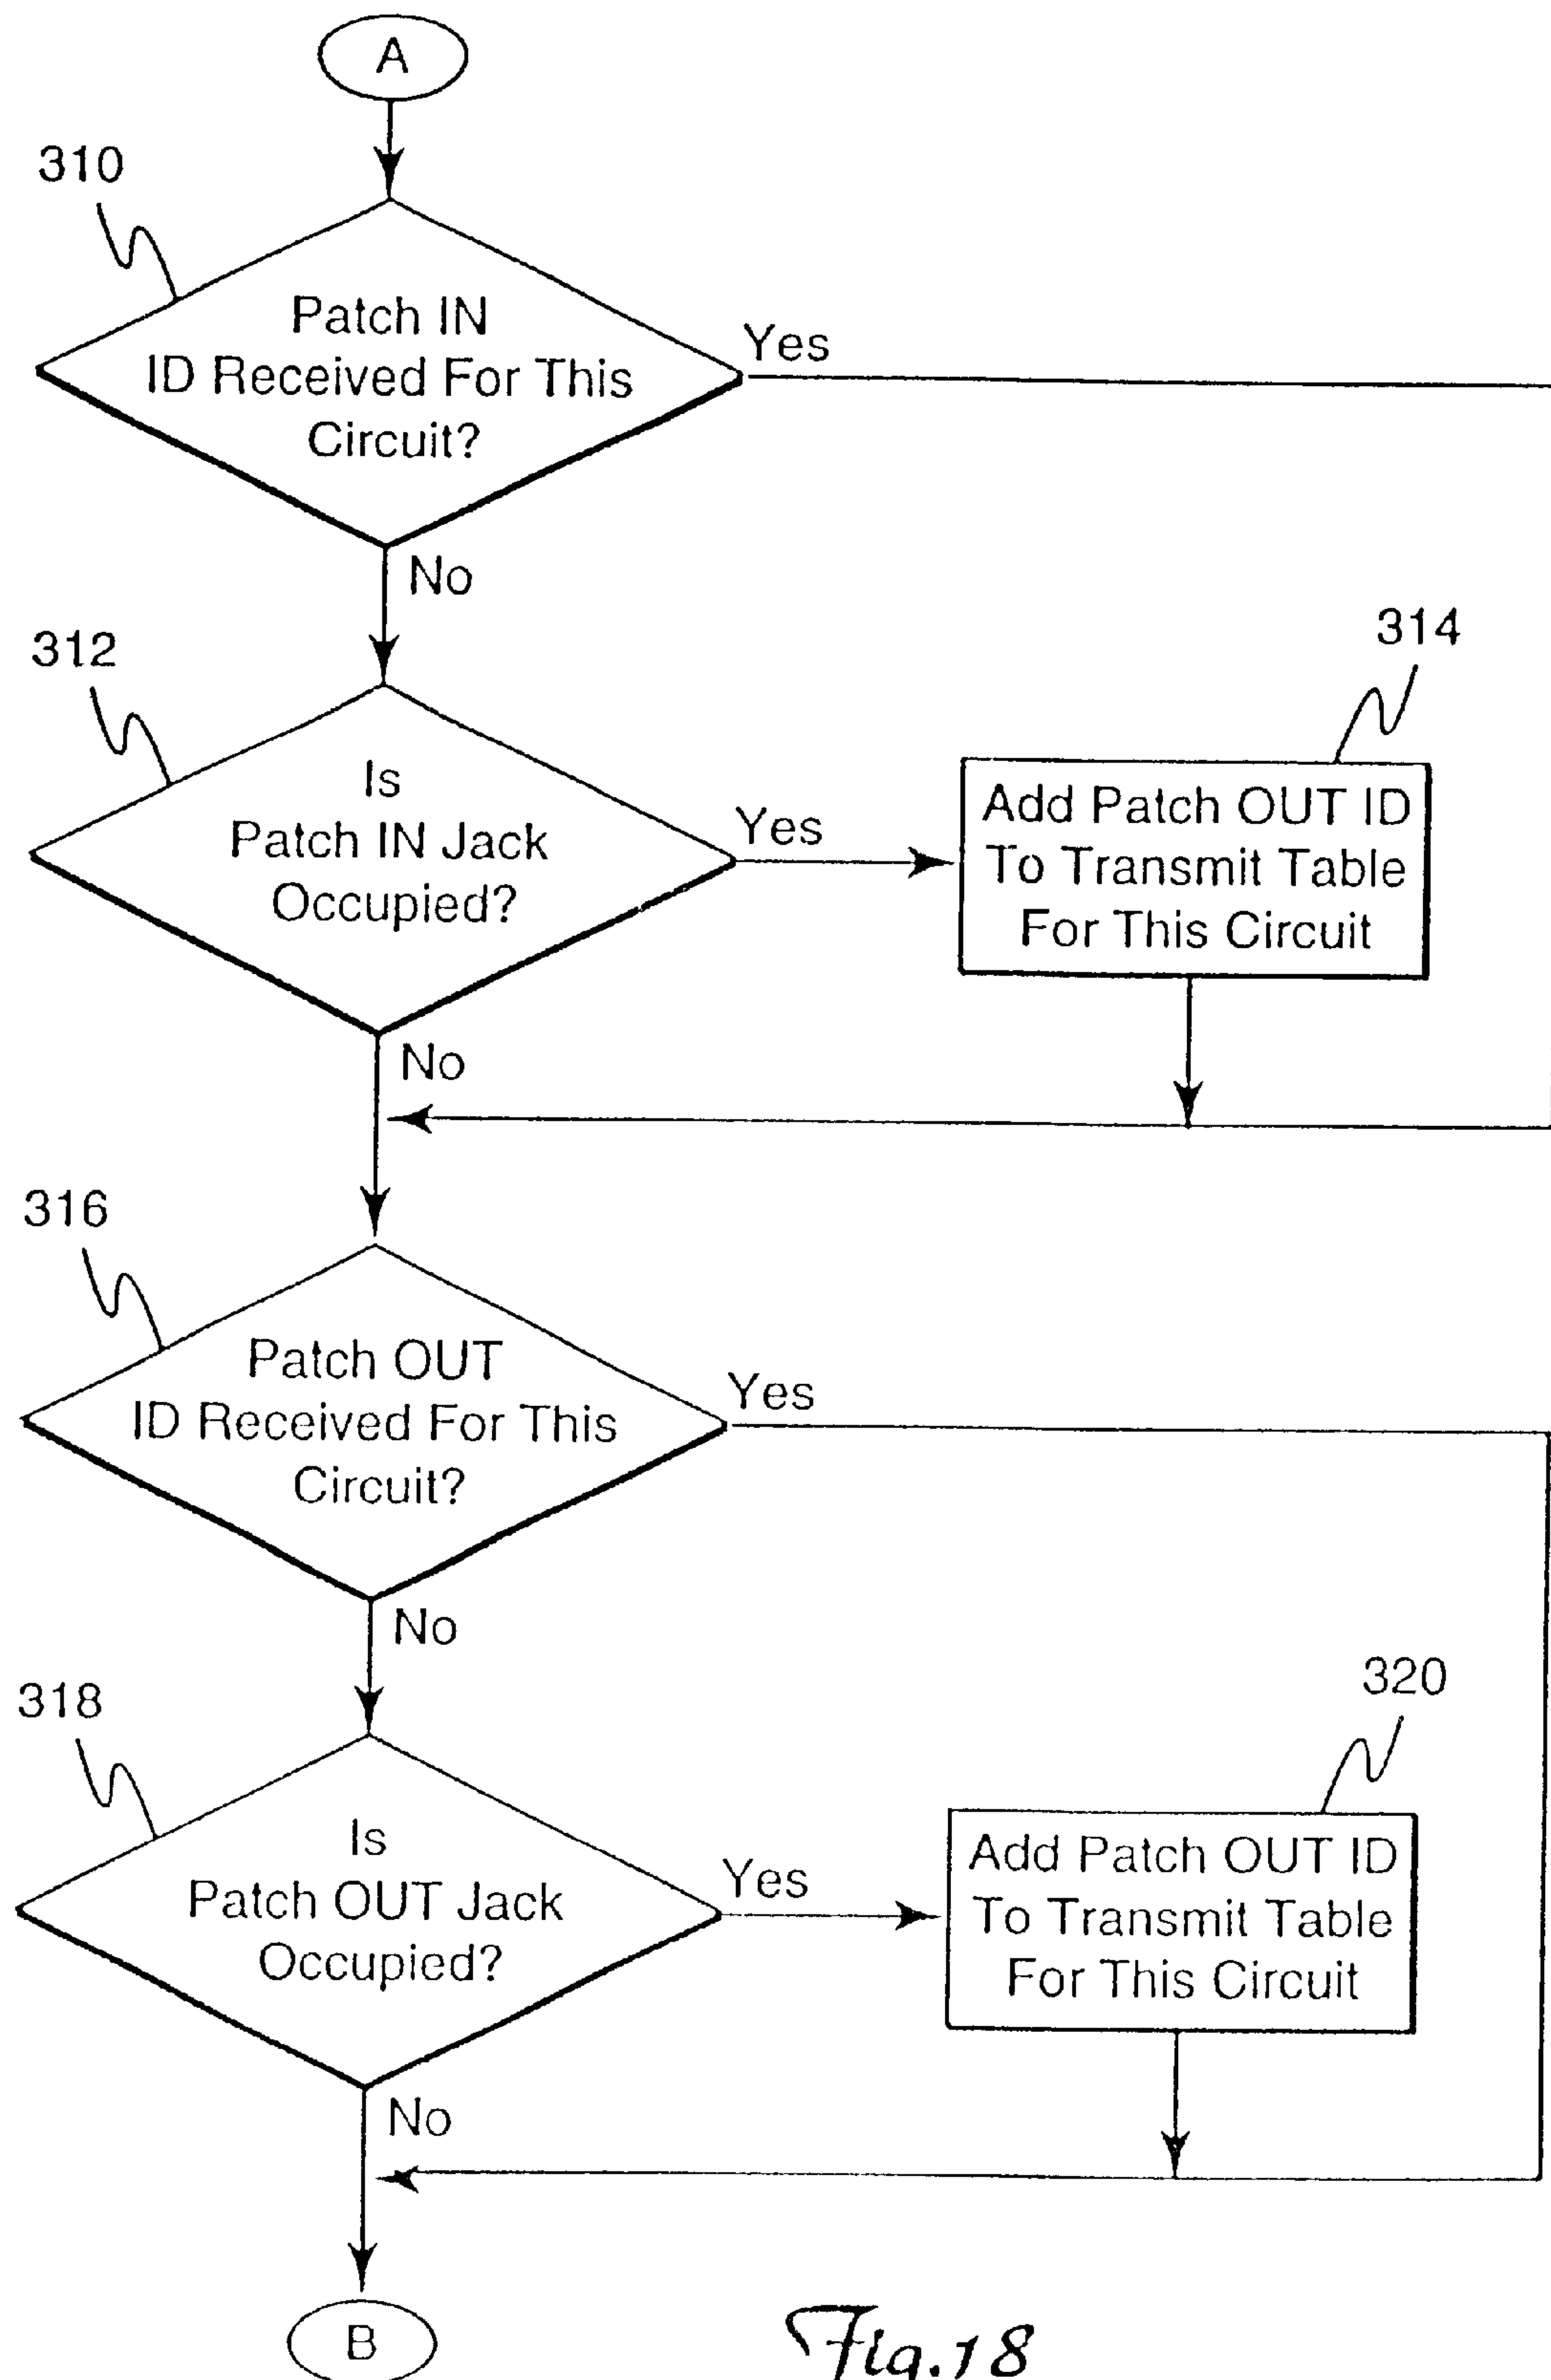 A
310
Patch IN
ID Received For This
Circuit?
Yes
No
312
Is
Patch IN Jack
Occupied?
Yes
314
Add Patch OUT ID
To Transmit Table
For This Circuit
No
316
Patch OUT
ID Received For This
Circuit?
Yes
No
318
Is
Patch OUT Jack
Occupied?
Yes
320
Add Patch OUT ID
To Transmit Table
For This Circuit
No
B
Fig.18